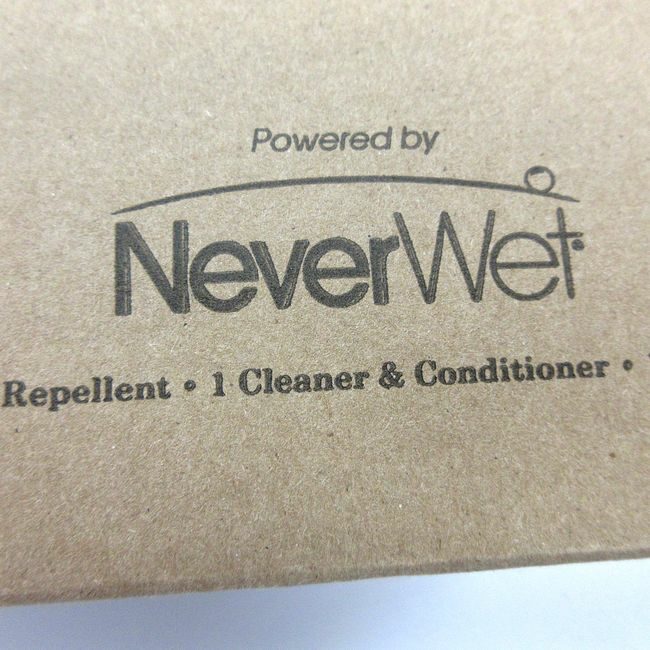 Powered by
NeverWet®
Repellent • 1 Cleaner & Conditioner •